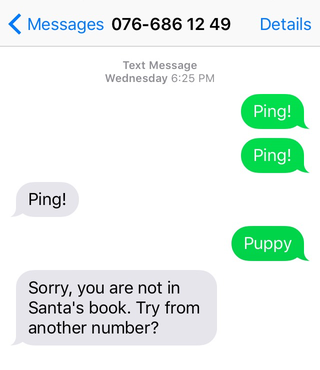 Messages 076-686 12 49 Details
Text Message
Wednesday 6:25 PM
Ping!
Ping!
Ping!
Puppy
Sorry, you are not in
Santa's book. Try from
another number?